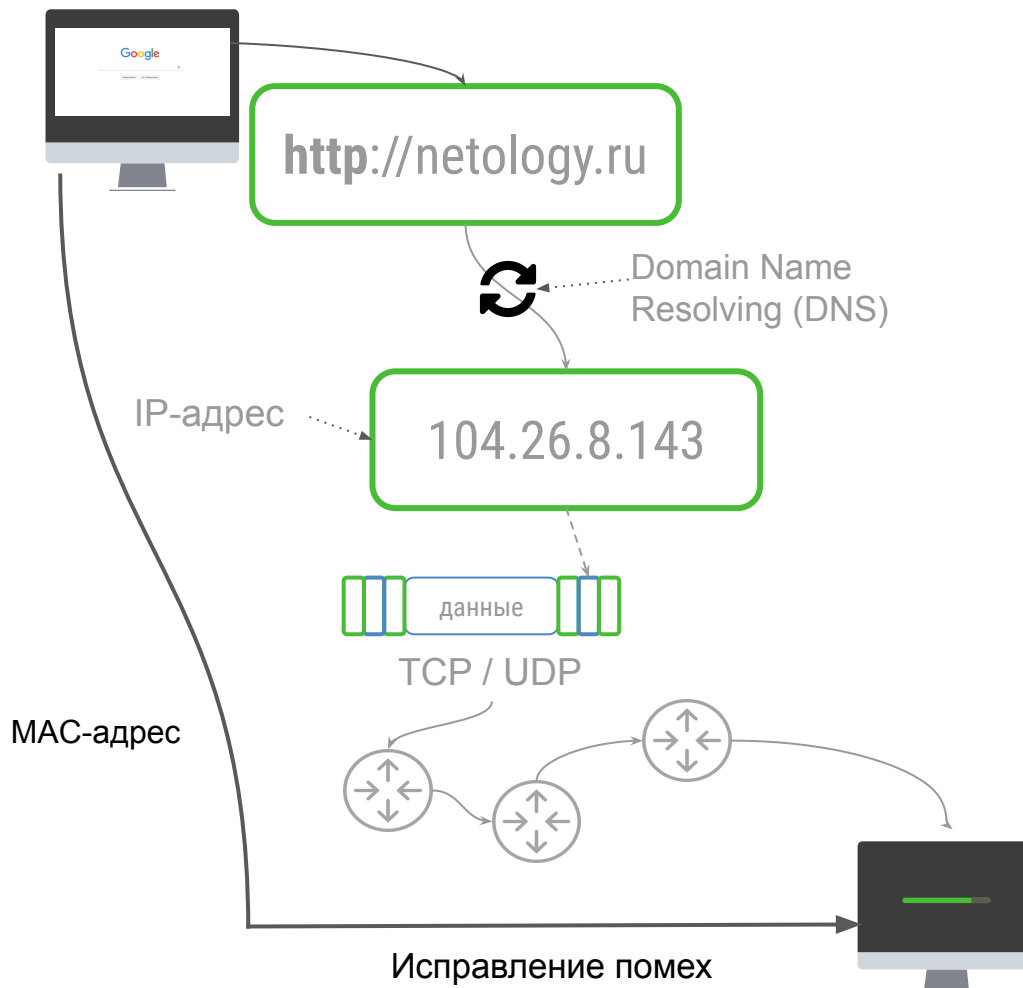 Google
http://netology.ru
Domain Name
Resolving (DNS)
IP-адрес
104.26.8.143
данные
TCP / UDP
MAC-адрес
Исправление помех